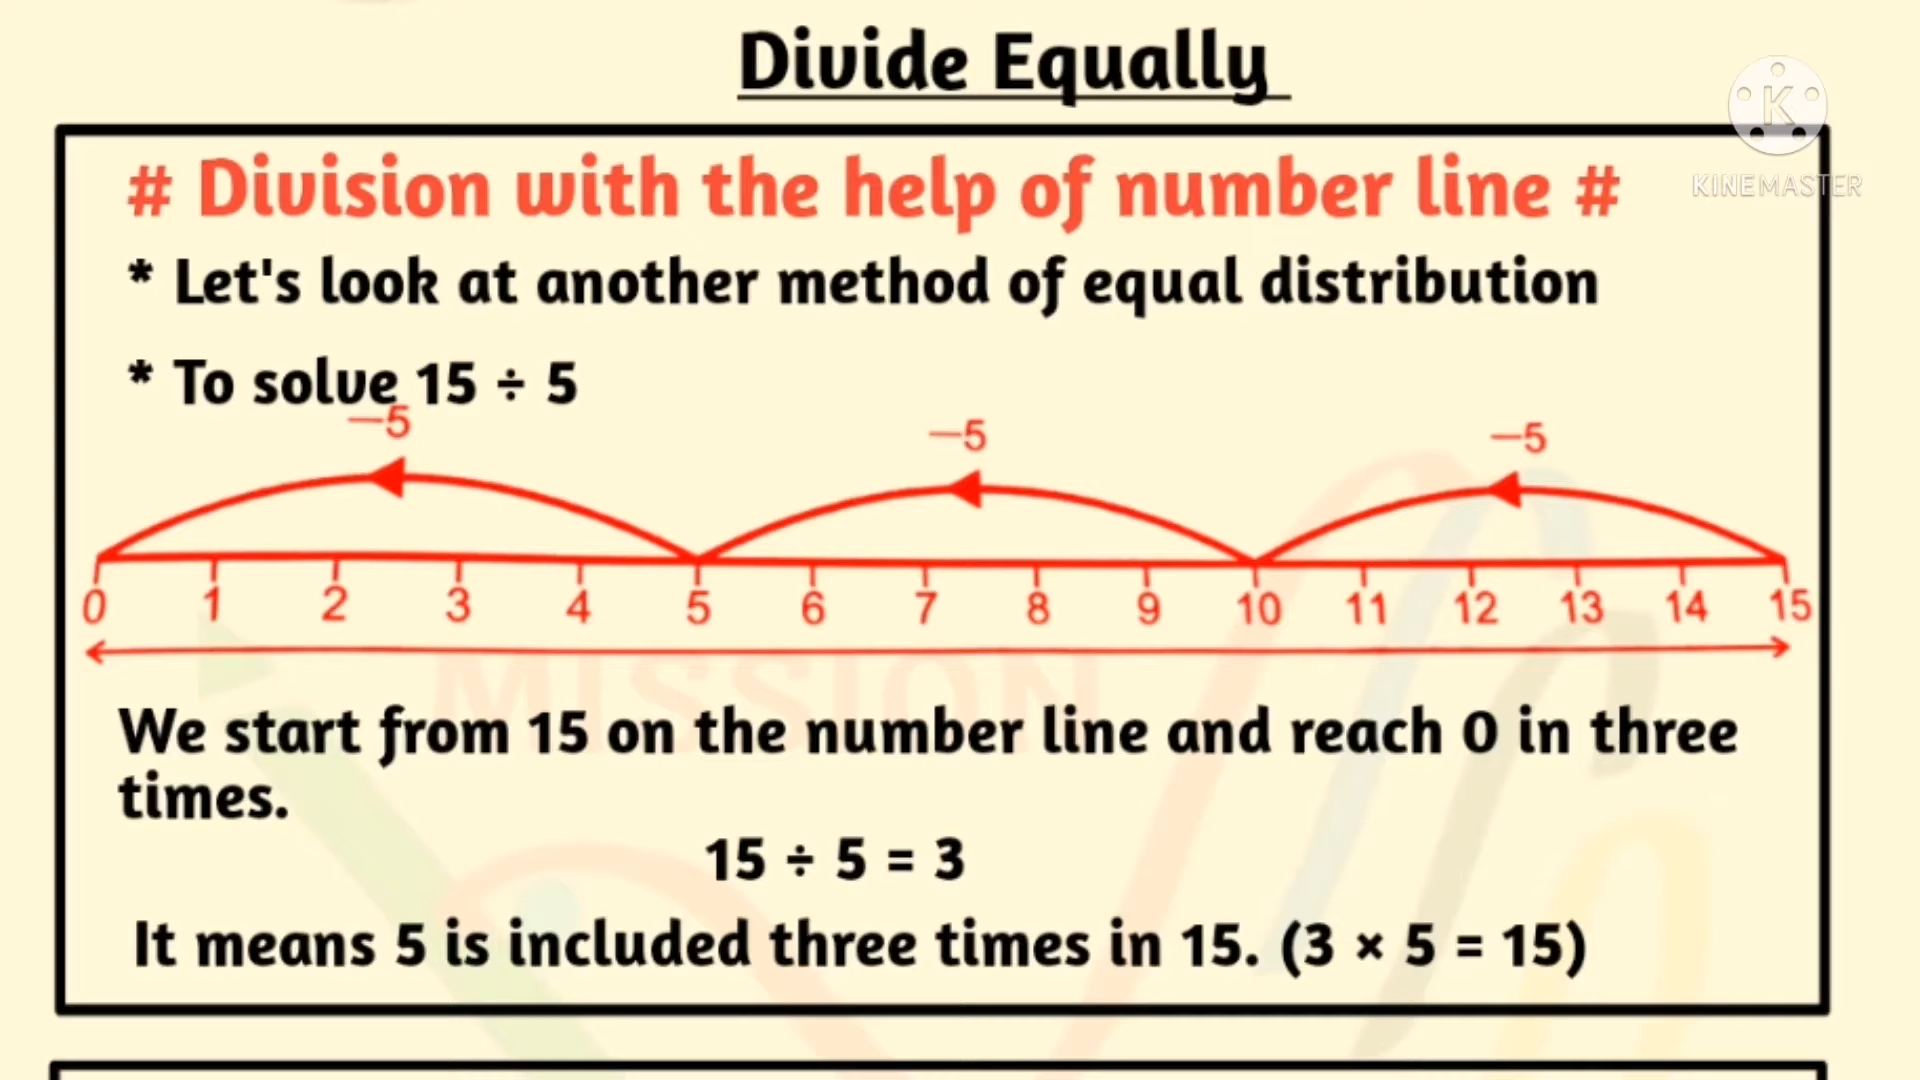 Divide Equally
K
KINEMASTER
# Division with the help of number line #
* Let's look at another method of equal distribution
* To solve 15 ÷ 5
−5 −5 −5
0 1 2 3 4 5 6 7 8 9 10 11 12 13 14 15
MISSION
We start from 15 on the number line and reach 0 in three
times.
15 ÷ 5 = 3
It means 5 is included three times in 15. (3 × 5 = 15)